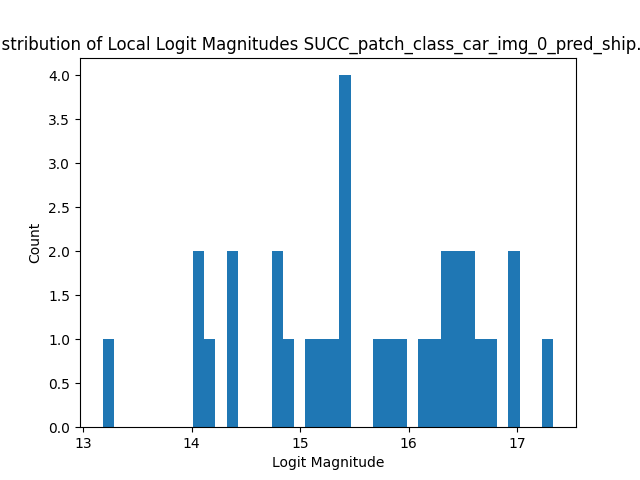 stribution of Local Logit Magnitudes SUCC_patch_class_car_img_0_pred_ship.
4.0
3.5
3.0
2.5
2.0
1.5
1.0
0.5
0.0
Count
13 14 15 16 17
Logit Magnitude